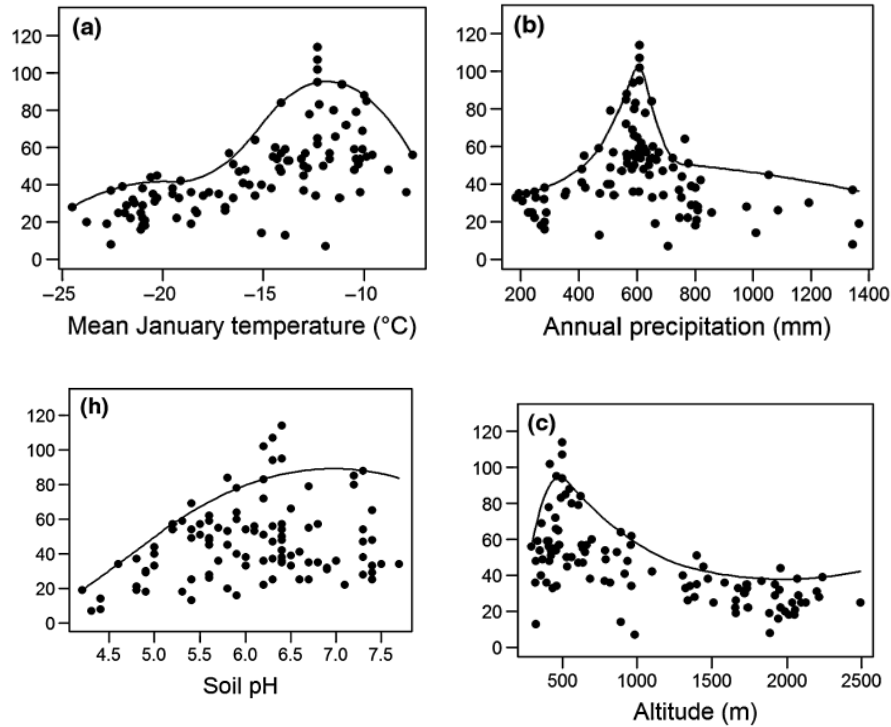 (a)
120
100
80
60
40
20
0
−25 −20 −15 −10
Mean January temperature (°C)
(b)
120
100
80
60
40
20
0
200 400 600 800 1000 1200 1400
Annual precipitation (mm)
(h)
120
100
80
60
40
20
0
4.5 5.0 5.5 6.0 6.5 7.0 7.5
Soil pH
(c)
120
100
80
60
40
20
0
500 1000 1500 2000 2500
Altitude (m)